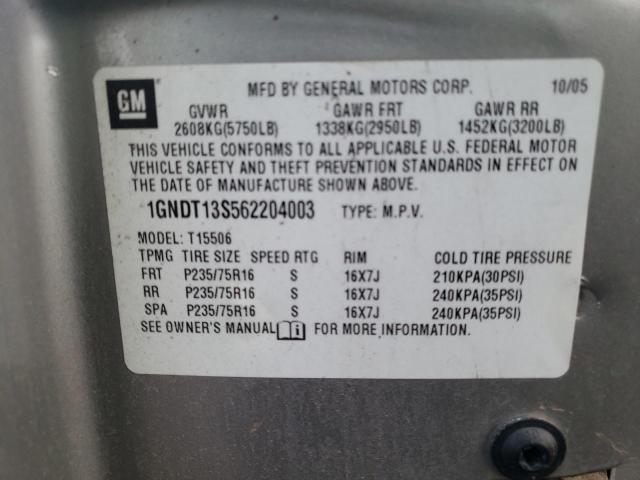 GM
MFD BY GENERAL MOTORS CORP. 10/05
GVWR GAWR FRT GAWR RR
2608KG(5750LB) 1338KG(2950LB) 1452KG(3200LB)
THIS VEHICLE CONFORMS TO ALL APPLICABLE U.S. FEDERAL MOTOR
VEHICLE SAFETY AND THEFT PREVENTION STANDARDS IN EFFECT ON
THE DATE OF MANUFACTURE SHOWN ABOVE.
1GNDT13S562204003 TYPE: M.P.V.
MODEL: T15506
TPMG TIRE SIZE SPEED RTG RIM COLD TIRE PRESSURE
FRT P235/75R16 S 16X7J 210KPA(30PSI)
RR P235/75R16 S 16X7J 240KPA(35PSI)
SPA P235/75R16 S 16X7J 240KPA(35PSI)
SEE OWNER'S MANUAL i FOR MORE INFORMATION.